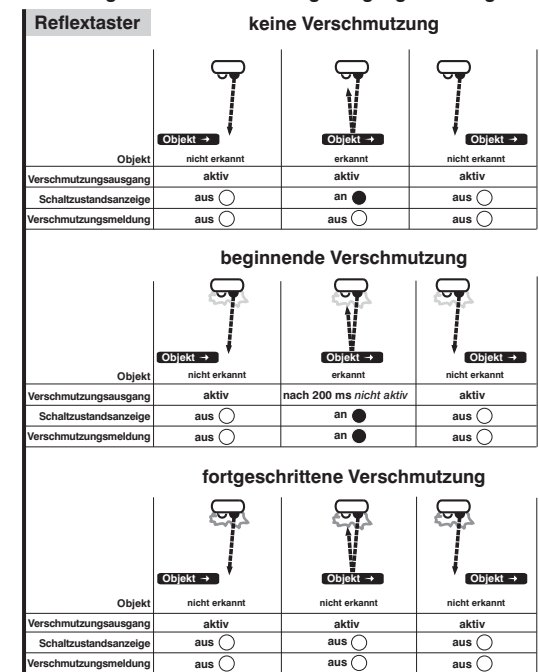 Reflextaster keine Verschmutzung
Objekt → Objekt → Objekt →
Objekt nicht erkannt erkannt nicht erkannt
Verschmutzungsausgang aktiv aktiv aktiv
Schaltzustandsanzeige aus an aus
Verschmutzungsmeldung aus aus aus
beginnende Verschmutzung
Objekt → Objekt → Objekt →
Objekt nicht erkannt erkannt nicht erkannt
Verschmutzungsausgang aktiv nach 200 ms nicht aktiv aktiv
Schaltzustandsanzeige aus an aus
Verschmutzungsmeldung aus an aus
fortgeschrittene Verschmutzung
Objekt → Objekt → Objekt →
Objekt nicht erkannt nicht erkannt nicht erkannt
Verschmutzungsausgang aktiv aktiv aktiv
Schaltzustandsanzeige aus aus aus
Verschmutzungsmeldung aus aus aus